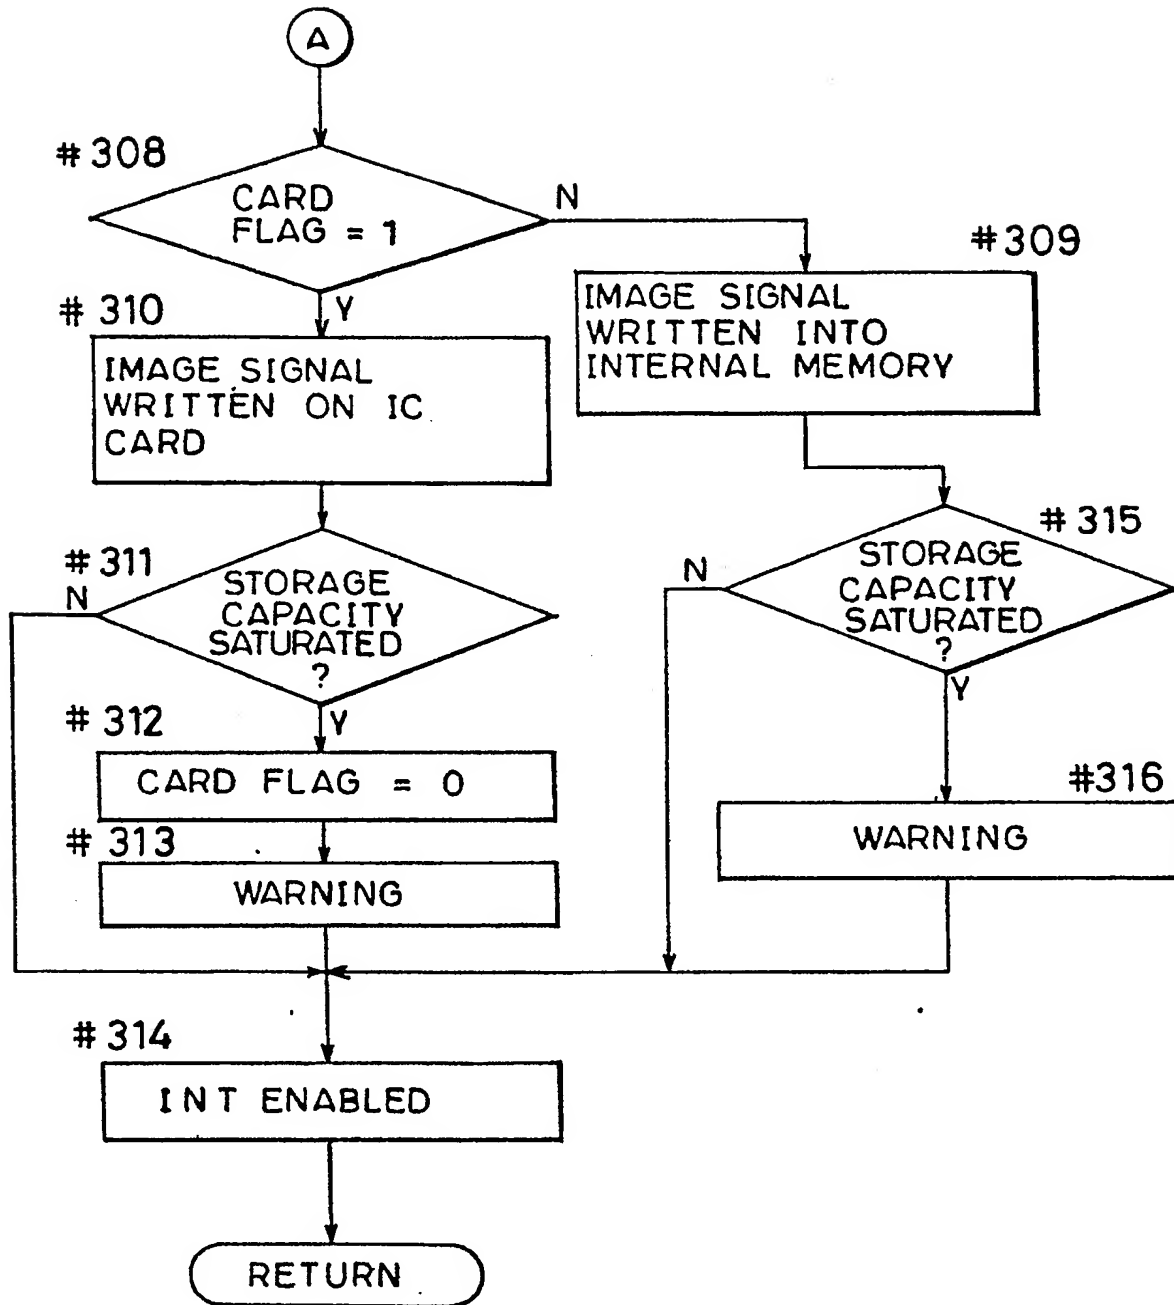 A
#308
CARD
FLAG = 1
N
Y
#309
IMAGE SIGNAL
WRITTEN INTO
INTERNAL MEMORY
#310
IMAGE SIGNAL
WRITTEN ON IC
CARD
#311
N
STORAGE
CAPACITY
SATURATED
?
Y
#315
N
STORAGE
CAPACITY
SATURATED
?
Y
#312
CARD FLAG = 0
#316
WARNING
#313
WARNING
#314
INT ENABLED
RETURN